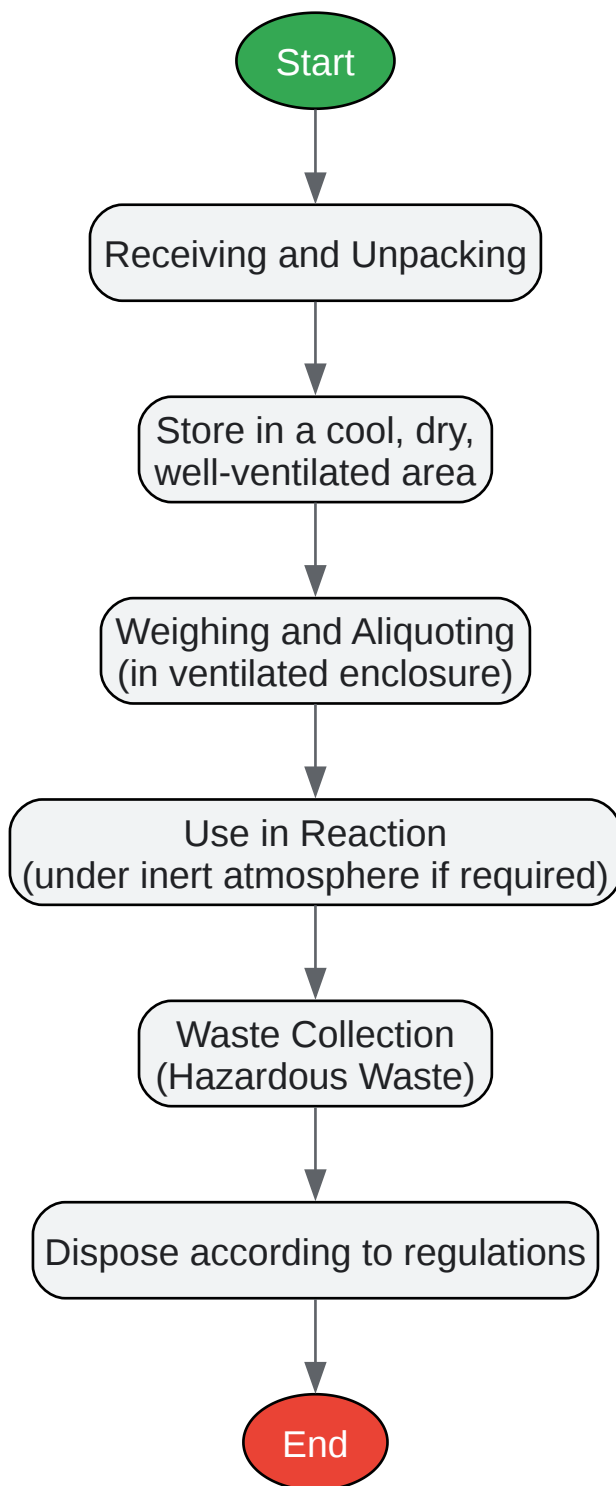 Start
Receiving and Unpacking
Store in a cool, dry,
well-ventilated area
Weighing and Aliquoting
(in ventilated enclosure)
Use in Reaction
(under inert atmosphere if required)
Waste Collection
(Hazardous Waste)
Dispose according to regulations
End